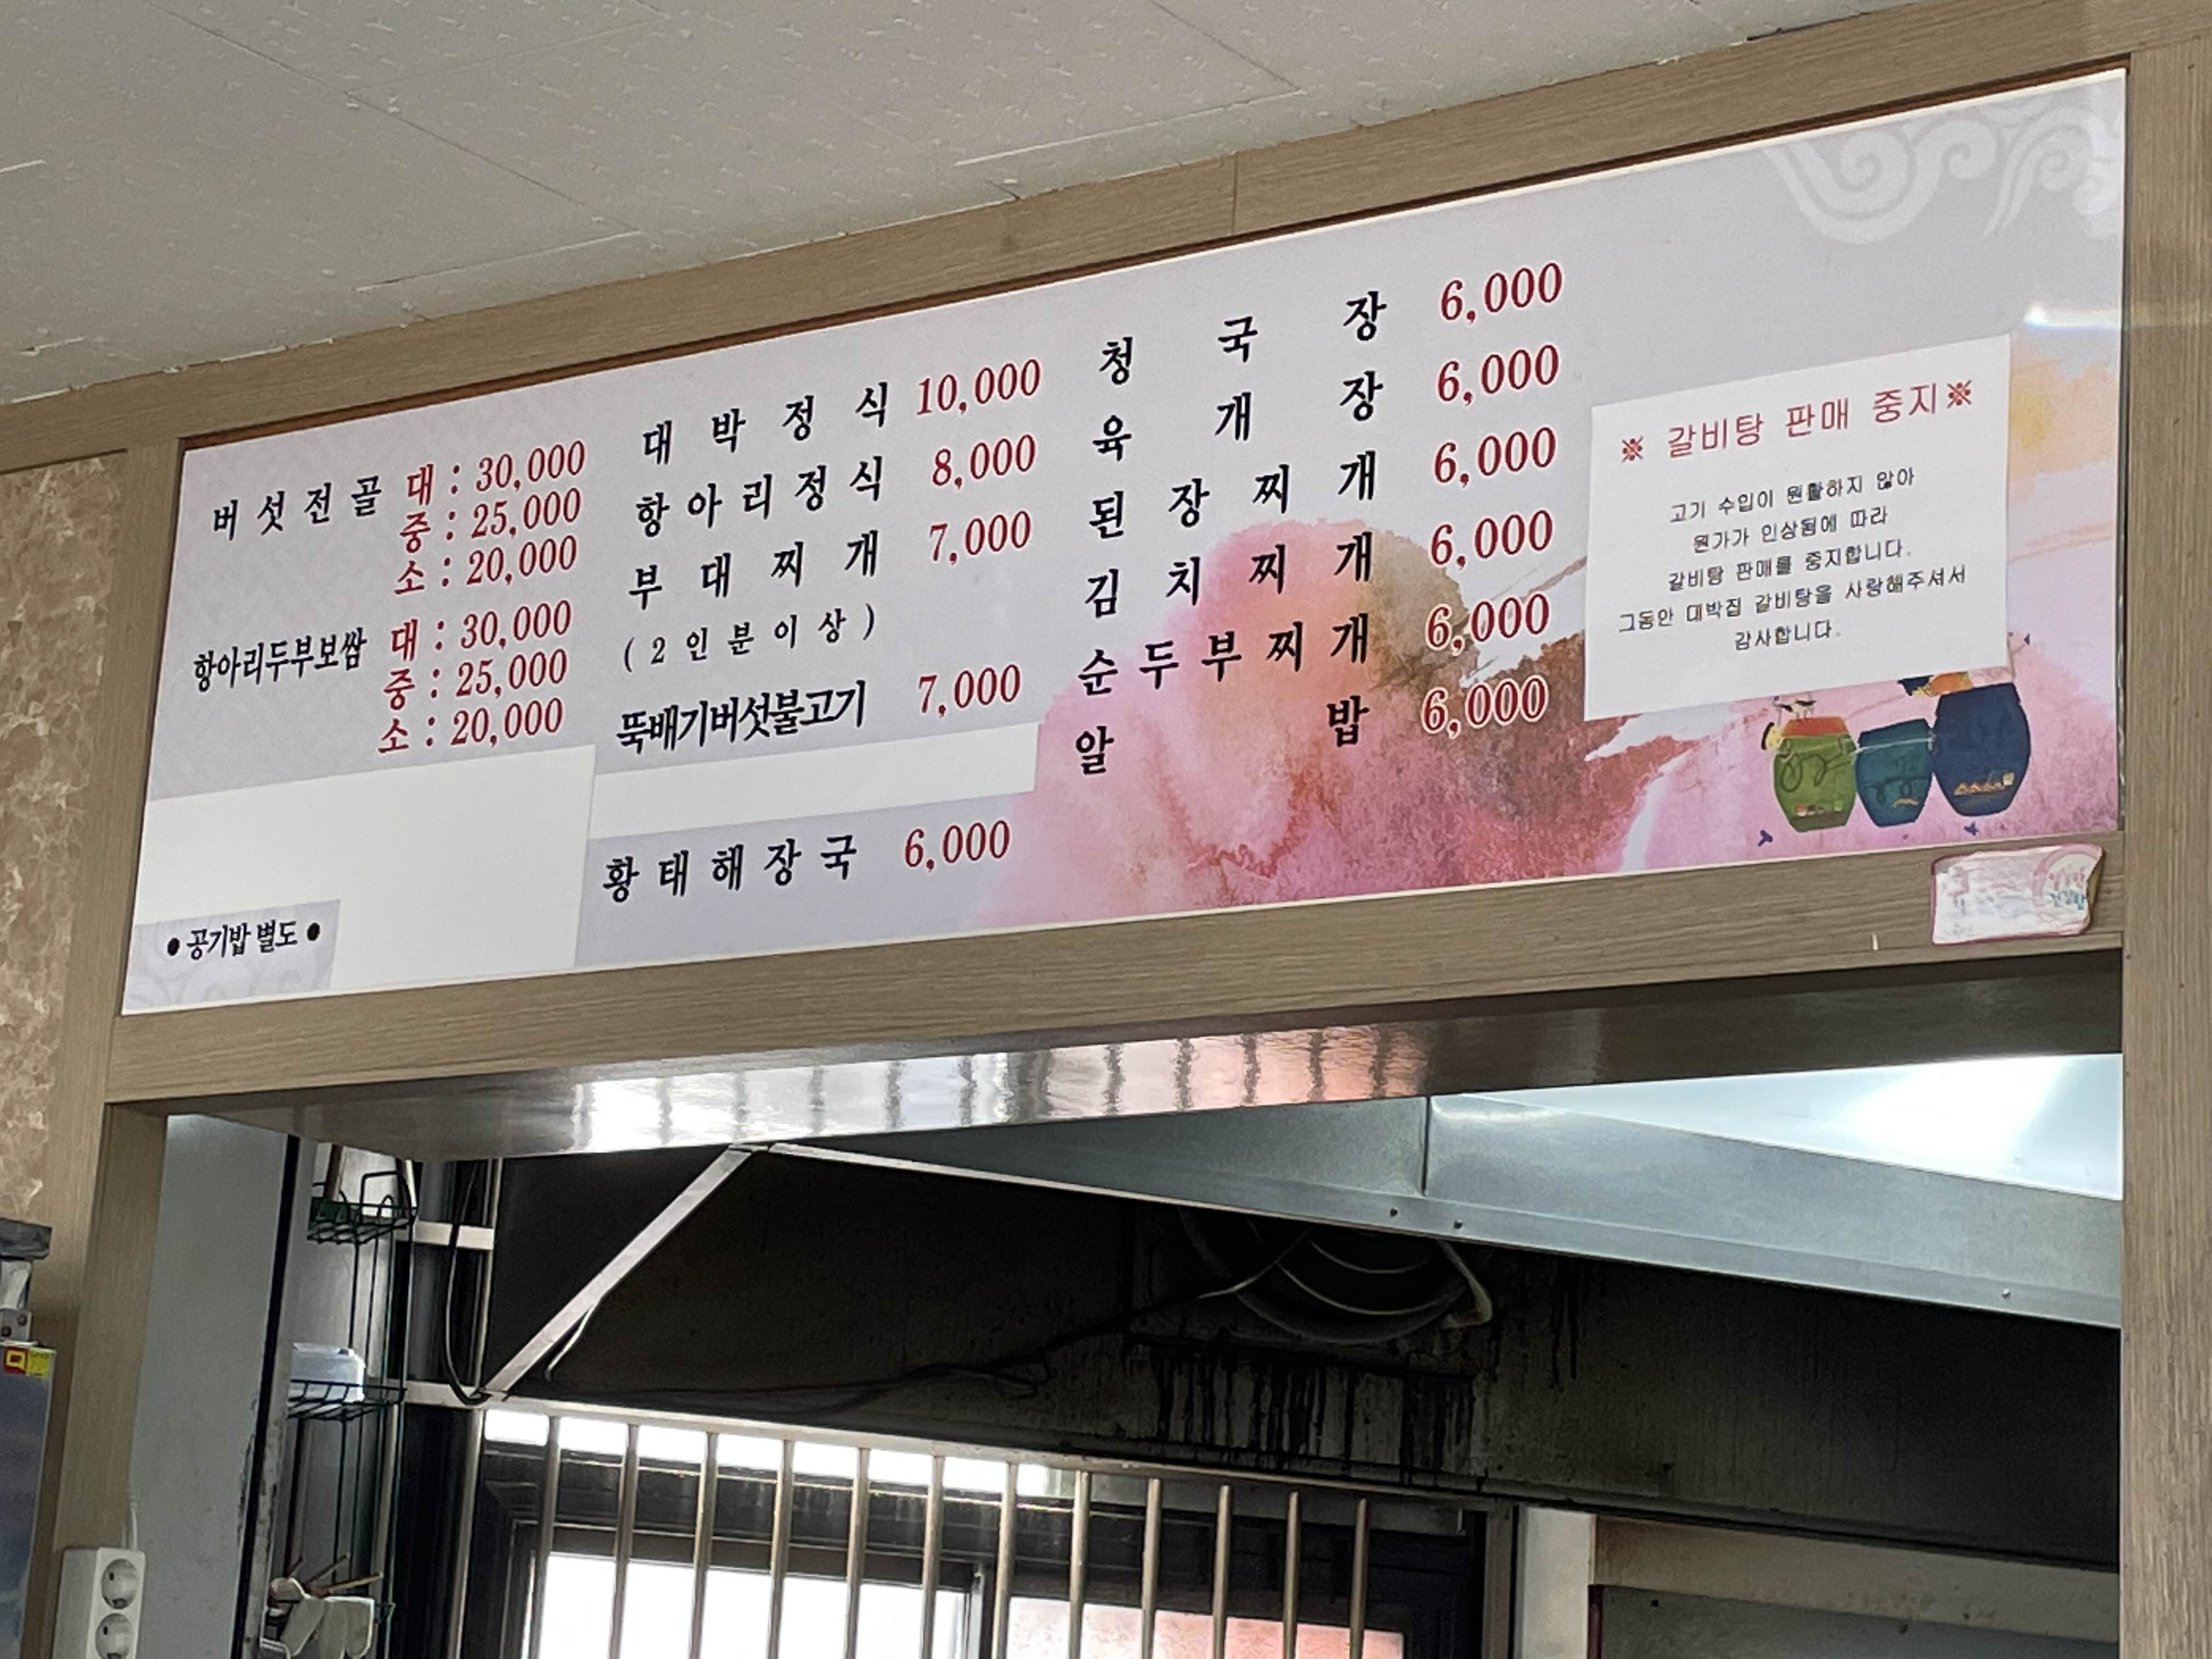 버섯전골 대 : 30,000
중 : 25,000
소 : 20,000
항아리두부보쌈 대 : 30,000
중 : 25,000
소 : 20,000
● 공기밥 별도 ●
대박정식 10,000
항아리정식 8,000
부대찌개 7,000
(2인분이상)
뚝배기버섯불고기 7,000
황태해장국 6,000
청국장 6,000
육개장 6,000
된장찌개 6,000
김치찌개 6,000
순두부찌개 6,000
알밥 6,000
※ 갈비탕 판매 중지※
고기 수입이 원활하지 않아
원가가 인상됨에 따라
갈비탕 판매를 중지합니다.
그동안 대박집 갈비탕을 사랑해주셔서
감사합니다.